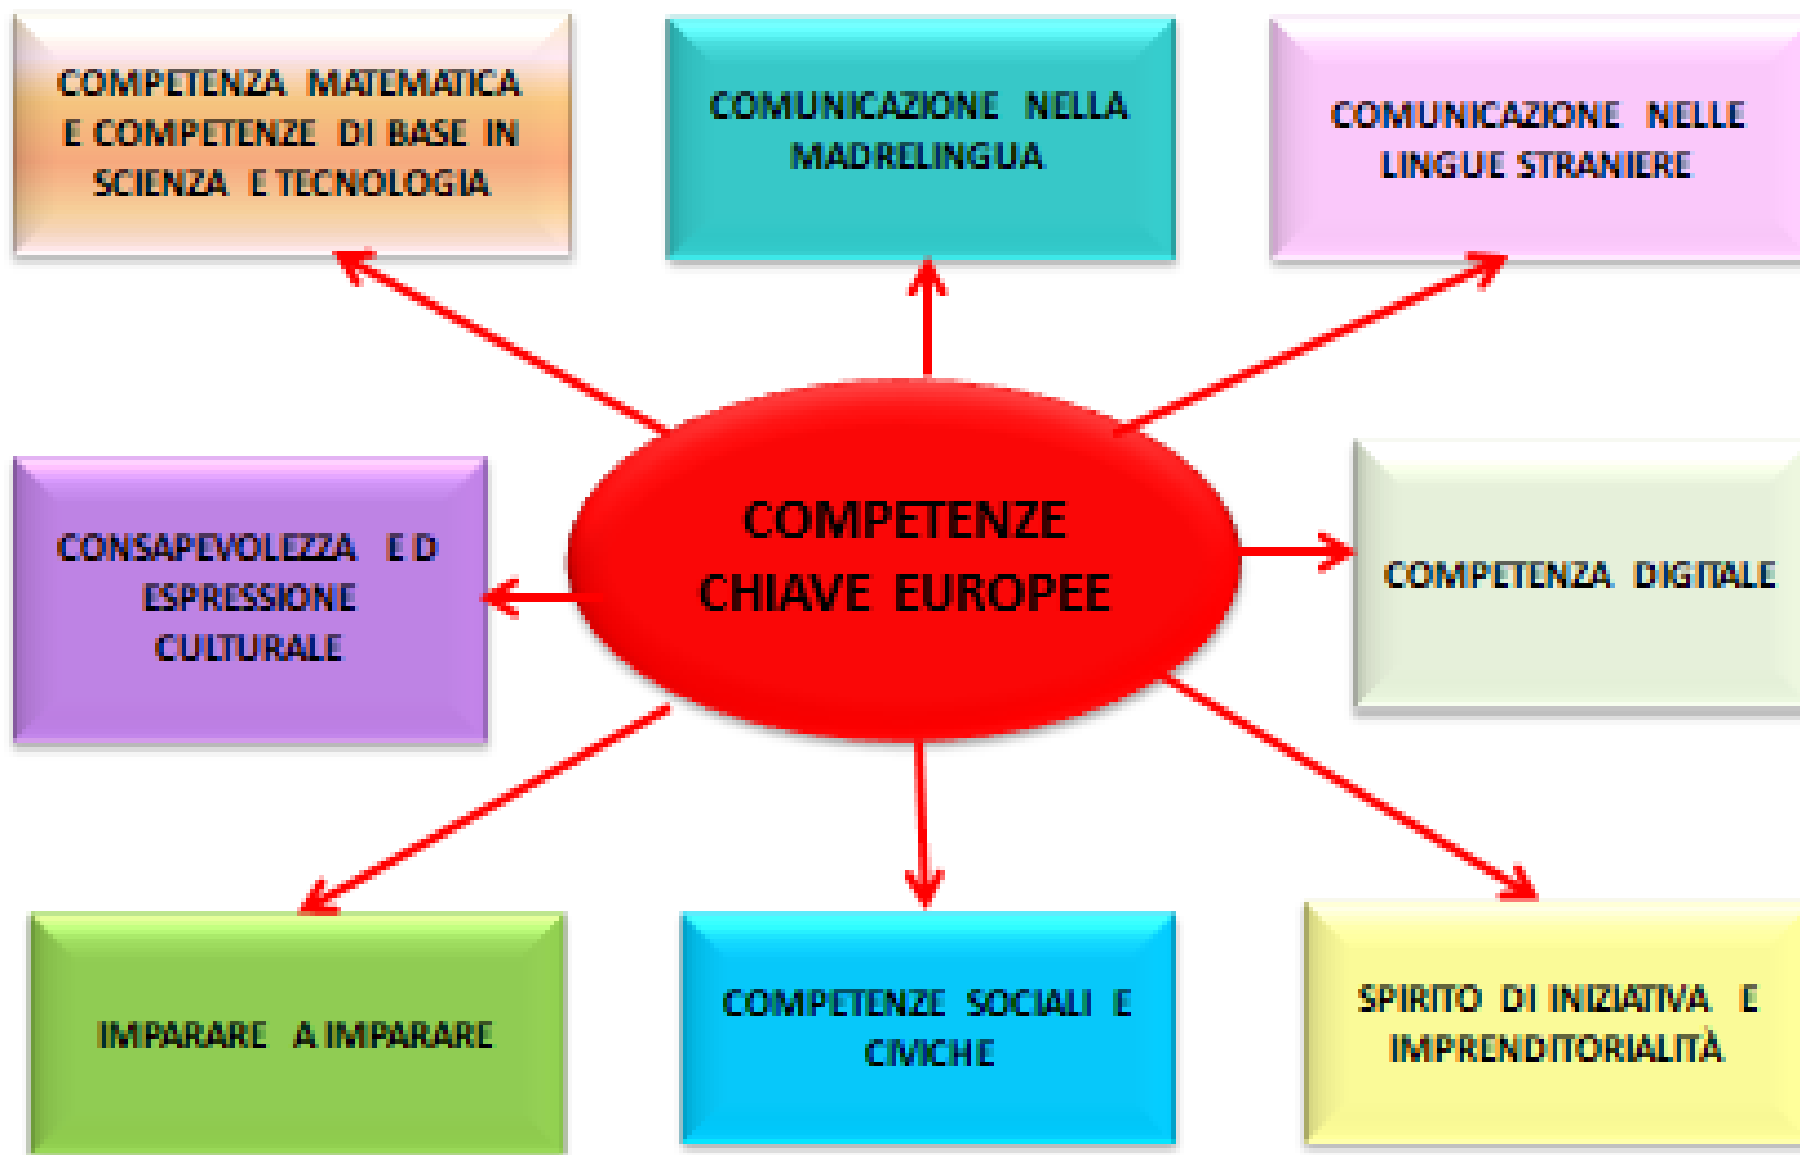 COMPETENZA MATEMATICA
E COMPETENZE DI BASE IN
SCIENZA E TECNOLOGIA
COMUNICAZIONE NELLA
MADRELINGUA
COMUNICAZIONE NELLE
LINGUE STRANIERE
CONSAPEVOLEZZA E D
ESPRESSIONE
CULTURALE
COMPETENZE
CHIAVE EUROPEE
COMPETENZA DIGITALE
IMPARARE A IMPARARE
COMPETENZE SOCIALI E
CIVICHE
SPIRITO DI INIZIATIVA E
IMPRENDITORIALITÀ